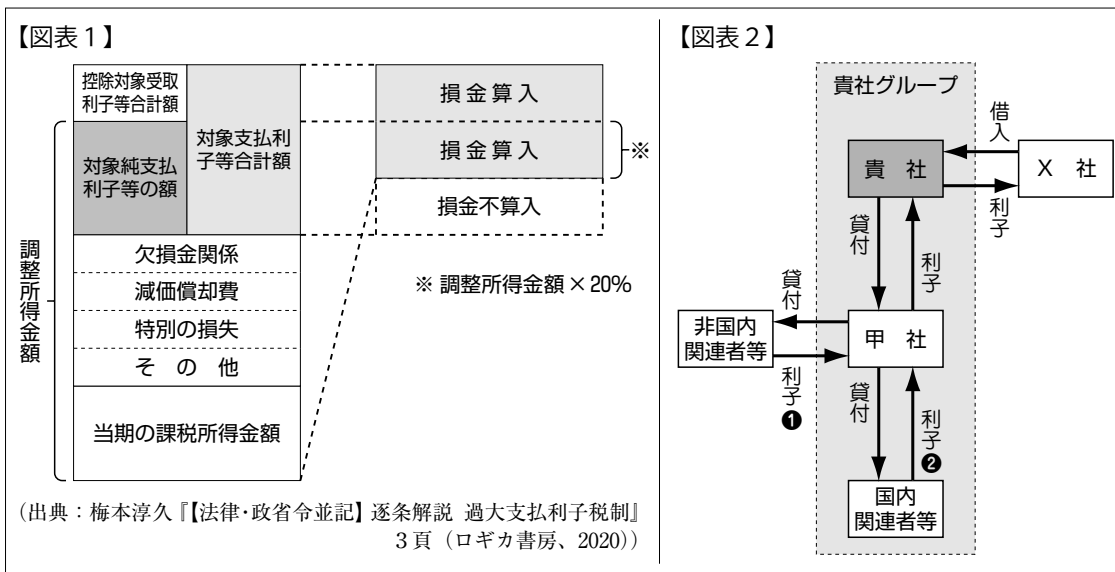 【図表1】
控除対象受取
利子等合計額
対象純支払
利子等の額
対象支払利
子等合計額
調整所得金額
欠損金関係
減価償却費
特別の損失
その他
当期の課税所得金額
損金算入
損金算入
※
損金不算入
※ 調整所得金額×20%
(出典:梅本淳久『【法律・政省令並記】逐条解説 過大支払利子税制』
3頁(ロギカ書房、2020))
【図表2】
貴社グループ
借入
貴社
X社
利子
貸付
利子
貸付
非国内
関連者等
甲社
利子❶
貸付
利子❷
国内
関連者等